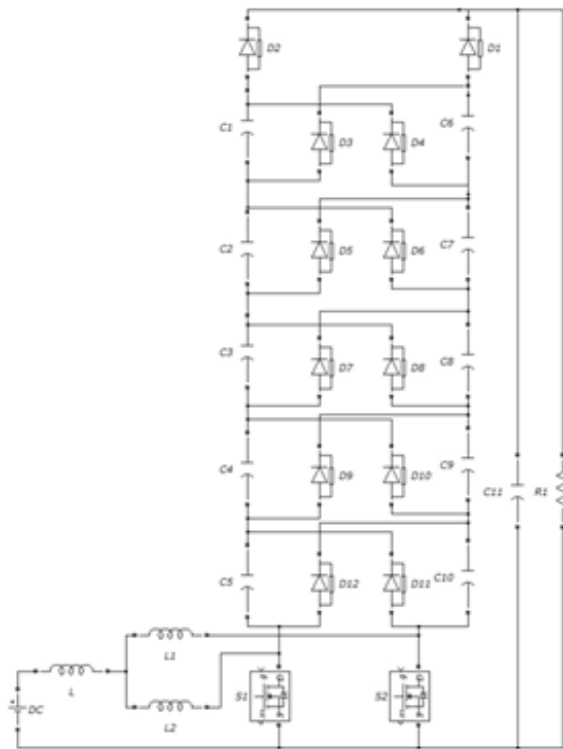 D2 D1
C1 D3 D4 C6
C2 D5 D6 C7
C3 D7 D8 C8
C4 D9 D10 C9
C11 R1
C5 D12 D11 C10
L1
L
L2
S1 S2
DC